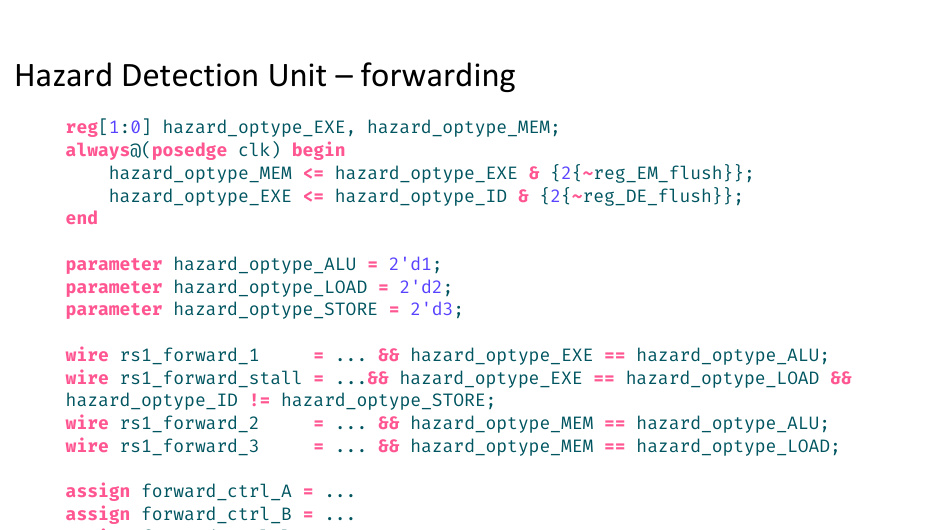 Hazard Detection Unit – forwarding
reg[1:0] hazard_optype_EXE, hazard_optype_MEM;
always@(posedge clk) begin
    hazard_optype_MEM <= hazard_optype_EXE & {2{~reg_EM_flush}};
    hazard_optype_EXE <= hazard_optype_ID & {2{~reg_DE_flush}};
end
parameter hazard_optype_ALU = 2'd1;
parameter hazard_optype_LOAD = 2'd2;
parameter hazard_optype_STORE = 2'd3;
wire rs1_forward_1     = ... && hazard_optype_EXE == hazard_optype_ALU;
wire rs1_forward_stall = ...&& hazard_optype_EXE == hazard_optype_LOAD &&
hazard_optype_ID != hazard_optype_STORE;
wire rs1_forward_2     = ... && hazard_optype_MEM == hazard_optype_ALU;
wire rs1_forward_3     = ... && hazard_optype_MEM == hazard_optype_LOAD;
assign forward_ctrl_A = ...
assign forward_ctrl_B = ...